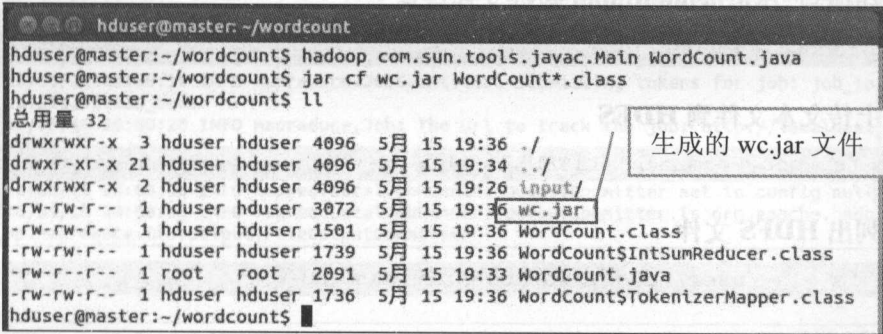 hduser@master: ~/wordcount
hduser@master:~/wordcount$ hadoop com.sun.tools.javac.Main WordCount.java
hduser@master:~/wordcount$ jar cf wc.jar WordCount*.class
hduser@master:~/wordcount$ ll
总用量 32
drwxrwxr-x 3 hduser hduser 4096 5月 15 19:36 ./
drwxr-xr-x 21 hduser hduser 4096 5月 15 19:34 ../
drwxrwxr-x 2 hduser hduser 4096 5月 15 19:26 input/
-rw-rw-r-- 1 hduser hduser 3072 5月 15 19:36 wc.jar
-rw-rw-r-- 1 hduser hduser 1501 5月 15 19:36 WordCount.class
-rw-rw-r-- 1 hduser hduser 1739 5月 15 19:36 WordCount$IntSumReducer.class
-rw-r--r-- 1 root root 2091 5月 15 19:33 WordCount.java
-rw-rw-r-- 1 hduser hduser 1736 5月 15 19:36 WordCount$TokenizerMapper.class
hduser@master:~/wordcount$
生成的 wc.jar 文件